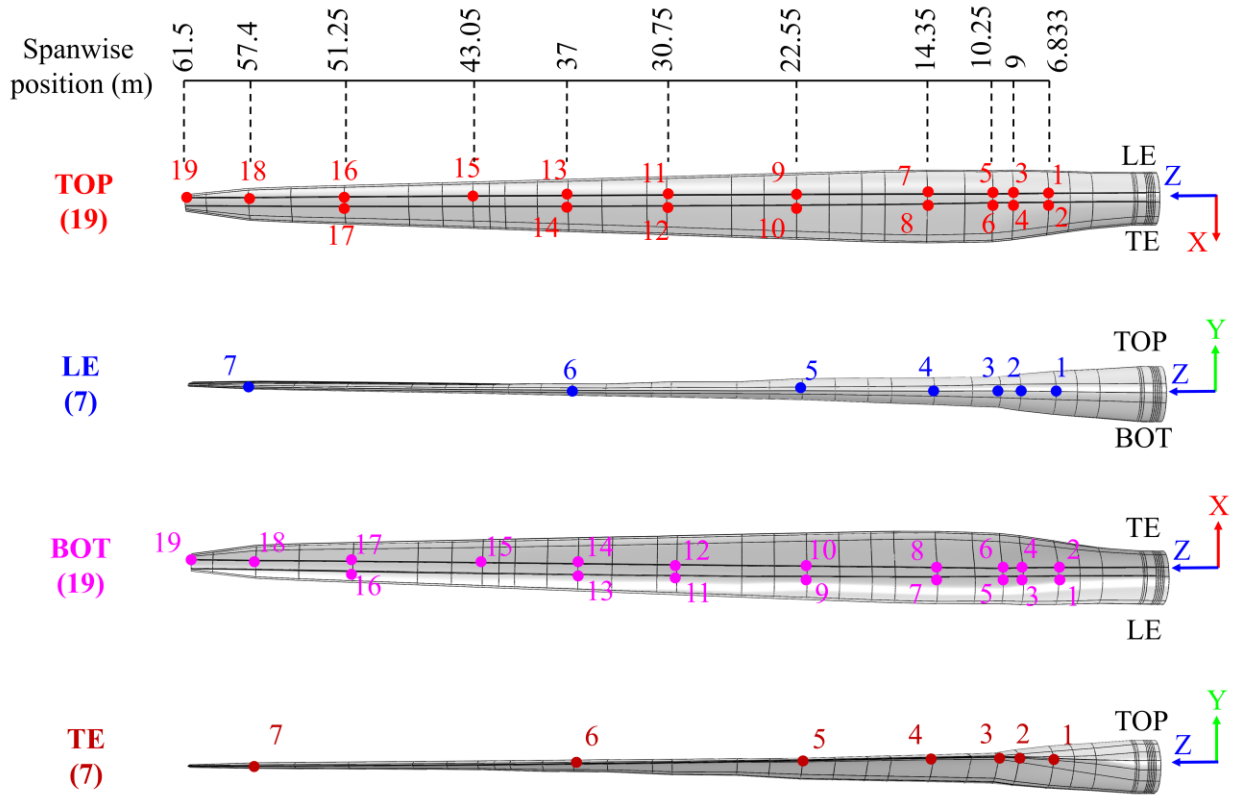 Spanwise
position (m)
61.5 57.4 51.25 43.05 37 30.75 22.55 14.35 10.25 9 6.833
TOP
(19)
19 18 16 15 13 11 9 7 5 3 1
17 14 12 10 8 6 4 2
LE
TE
Z
X
LE
(7)
7 6 5 4 3 2 1
TOP
BOT
Y
Z
BOT
(19)
19 18 17 15 14 12 10 8 6 4 2
16 13 11 9 7 5 3 1
TE
LE
X
Z
TE
(7)
7 6 5 4 3 2 1
TOP
Y
Z